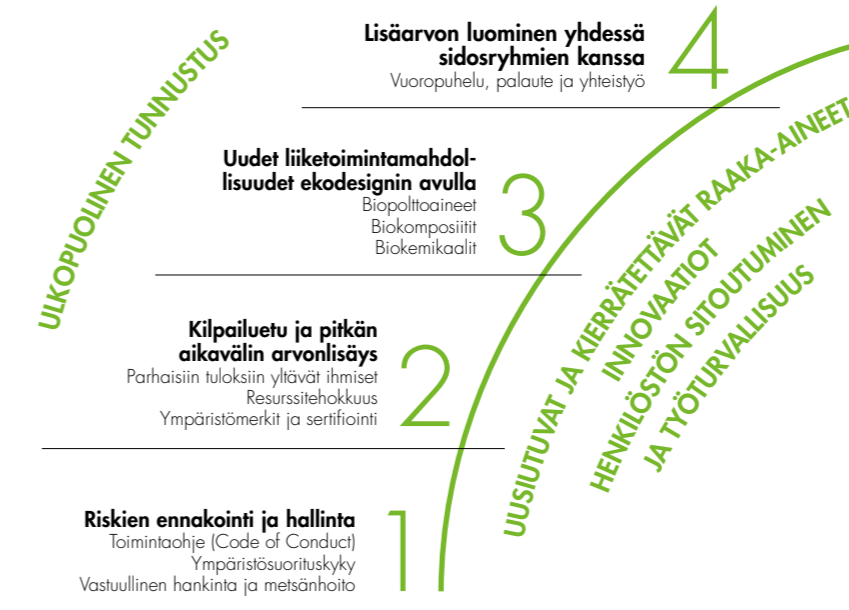 ULKOPUOLINEN TUNNUSTUS
Lisäarvon luominen yhdessä
sidosryhmien kanssa
Vuoropuhelu, palaute ja yhteistyö
4
Uudet liiketoimintamahdol-
lisuudet ekodesignin avulla
Biopolttoaineet
Biokomposiitit
Biokemikaalit
3
Kilpailuetu ja pitkän
aikavälin arvonlisäys
Parhaisiin tuloksiin yltävät ihmiset
Resurssitehokkuus
Ympäristömerkit ja sertifiointi
2
Riskien ennakointi ja hallinta
Toimintaohje (Code of Conduct)
Ympäristösuorituskyky
Vastuullinen hankinta ja metsänhoito
1
UUSIUTUVAT JA KIERRÄTETTÄVÄT RAAKA-AINEET
INNOVAATIOT
HENKILÖSTÖN SITOUTUMINEN
JA TYÖTURVALLISUUS